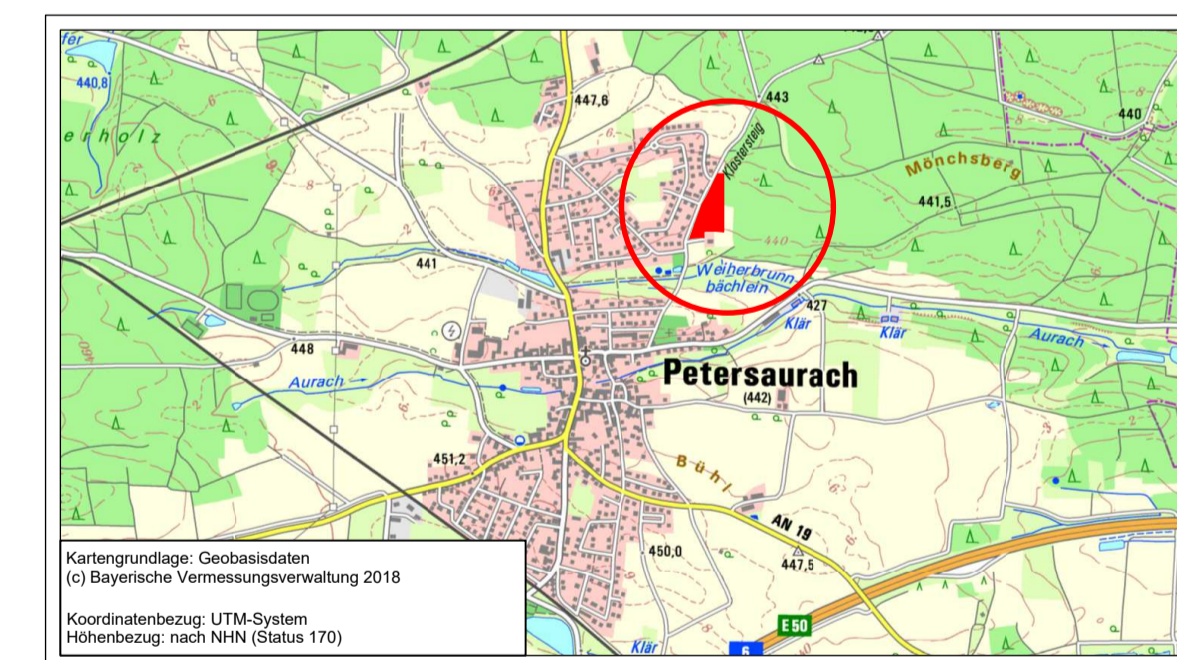 fer
440,8
erholz
447,6
443
Klostersteig
440
Mönchsberg
441,5
440
441
Weiherbrunn-
bächlein
427
Klär
Klär
Aurach
448
Aurach
Petersaurach
(442)
460
451,2
Bühl
AN 19
447,5
450,0
E 50
6
Klär
Kartengrundlage: Geobasisdaten
(c) Bayerische Vermessungsverwaltung 2018
Koordinatenbezug: UTM-System
Höhenbezug: nach NHN (Status 170)